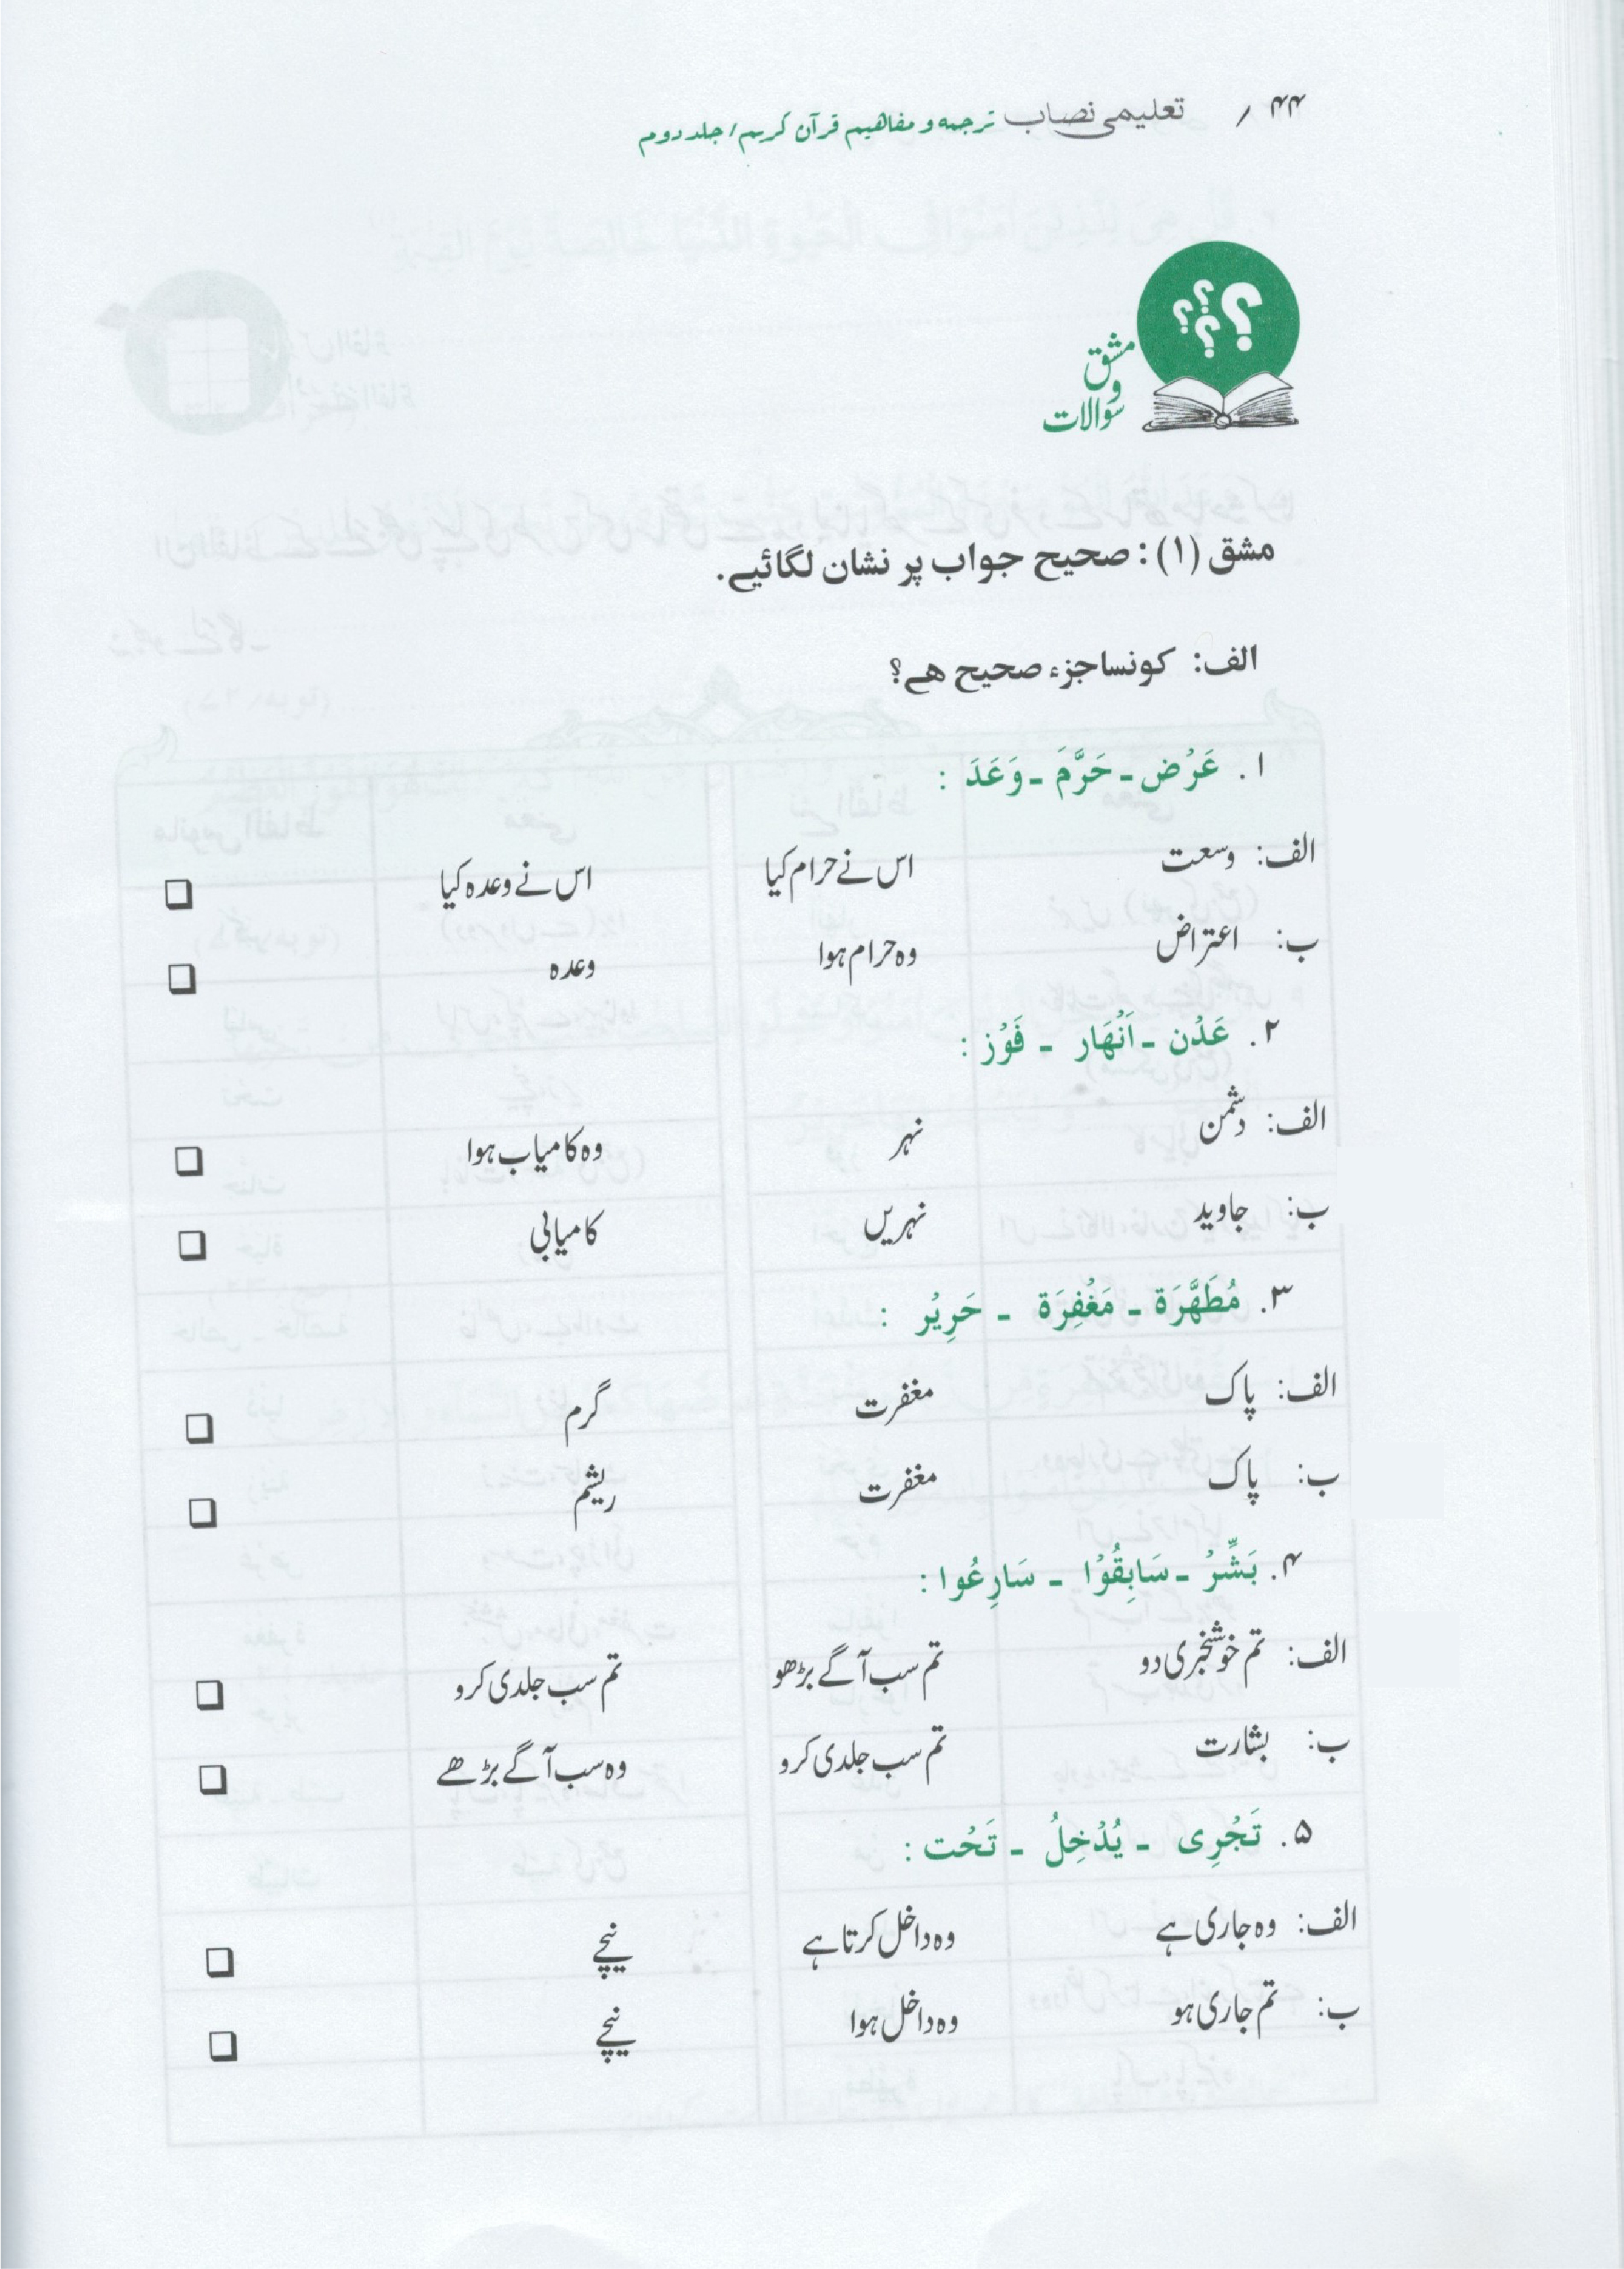 ۴۴ / تعلیمی نصاب ترجمه و مفاهیم قرآن کریم / جلد دوم
؟ ؟ ؟ ؟
مشق
و
سوالات
مشق (۱): صحیح جواب پر نشان لگائیے.
الف: کونسا جزء صحیح هے؟
۱. عَرْض ـ حَرَّمَ ـ وَعَدَ :
الف: وسعت اس نے حرام کیا اس نے وعدہ کیا ❑
ب: اعتراض وہ حرام ہوا وعدہ ❑
۲. عَدْن ـ اَنْهَار ـ فَوْز :
الف: دشمن نہر وہ کامیاب ہوا ❑
ب: جاوید نہریں کامیابی ❑
۳. مُطَهَّرَة ـ مَغْفِرَة ـ حَرِیْر :
الف: پاک مغفرت گرم ❑
ب: پاک مغفرت ریشم ❑
۴. بَشِّرْ ـ سَابِقُوْا ـ سَارِعُوا :
الف: تم خوشخبری دو تم سب آگے بڑھو تم سب جلدی کرو ❑
ب: بشارت تم سب جلدی کرو وہ سب آگے بڑھے ❑
۵. تَجْرِی ـ یُدْخِلُ ـ تَحْت :
الف: وہ جاری ہے وہ داخل کرتا ہے نیچے ❑
ب: تم جاری ہو وہ داخل ہوا نیچے ❑